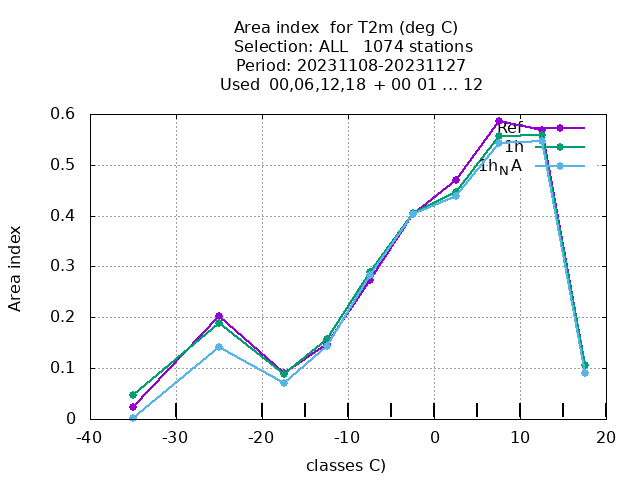 Area index  for T2m (deg C)
Selection: ALL   1074 stations
Period: 20231108-20231127
Used 00,06,12,18 + 00 01 ... 12
0.6
0.5
0.4
0.3
0.2
0.1
0
Area index
Ref
1h
1h_NA
-40 -30 -20 -10 0 10 20
classes C)